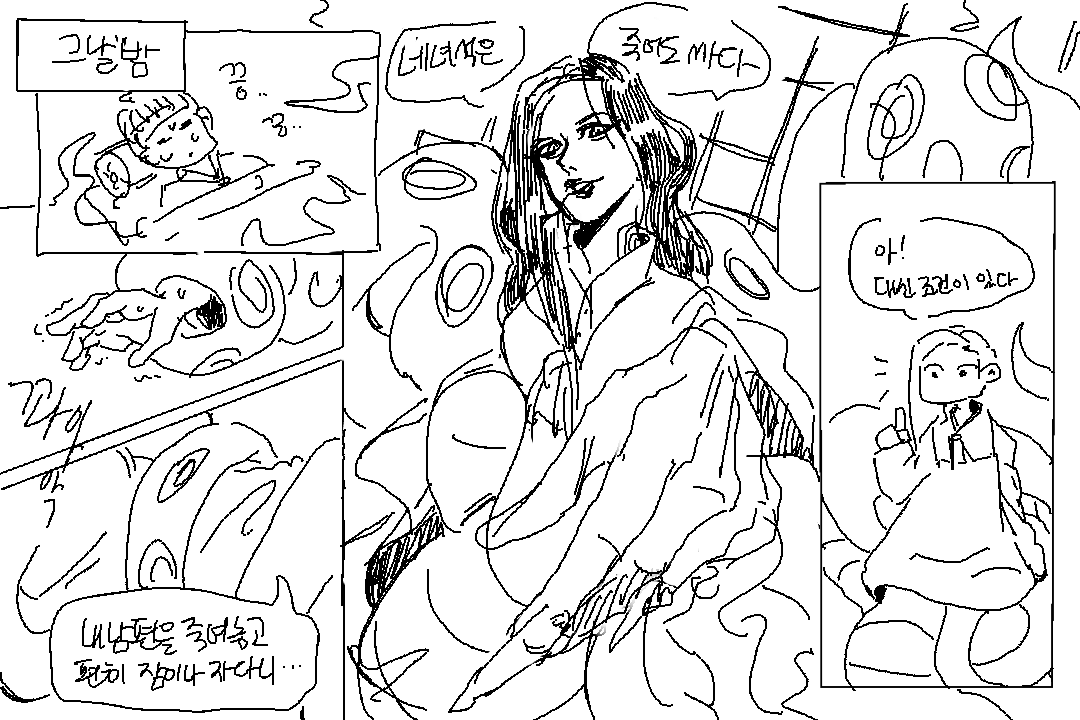 그날 밤
끙..
끙..
끄아
악
내 남편을 죽여놓고
편히 잠이나 자다니...
네 녀석은
죽어도 싸다
아!
대신 조건이 있다